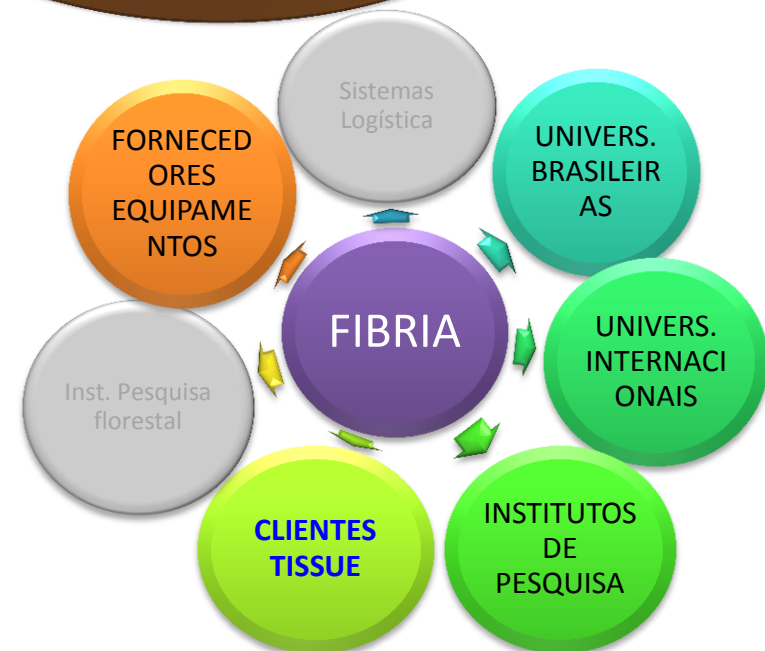 Sistemas
Logística
UNIVERS.
BRASILEIR
AS
UNIVERS.
INTERNACI
ONAIS
INSTITUTOS
DE
PESQUISA
CLIENTES
TISSUE
Inst. Pesquisa
florestal
FORNECED
ORES
EQUIPAME
NTOS
FIBRIA